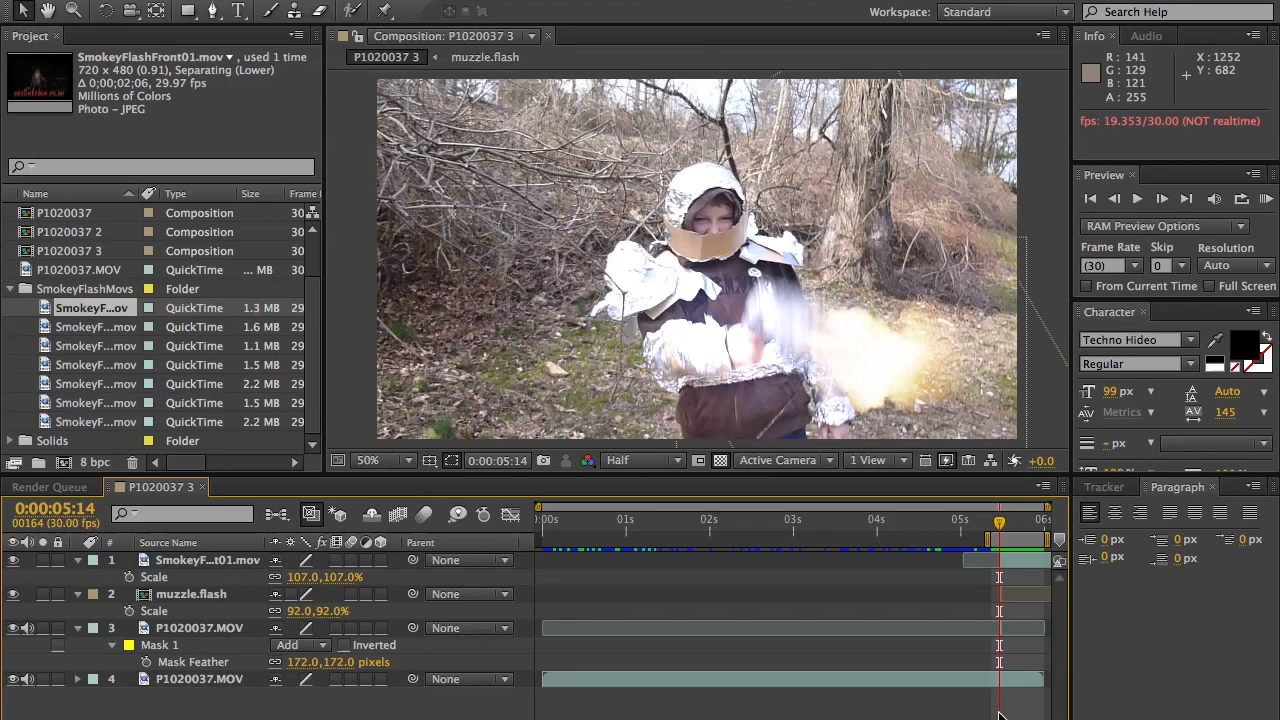 Workspace: Standard Search Help
Project
Composition: P1020037 3
Info Audio
SmokeyFlashFront01.mov , used 1 time
720 x 480 (0.91), Separating (Lower)
Δ 0;00;02;06, 29.97 fps
Millions of Colors
Photo – JPEG
P1020037 3 muzzle.flash
R: 141 X: 1252
G: 129 Y: 682
B: 121
A: 255
fps: 19.353/30.00 (NOT realtime)
Preview
RAM Preview Options
Frame Rate Skip Resolution
(30) 0 Auto
From Current Time Full Screen
Name Type Size Frame
P1020037 Composition 30
P1020037 2 Composition 30
P1020037 3 Composition 30
P1020037.MOV QuickTime ... MB 30
SmokeyFlashMovs Folder
SmokeyF...ov QuickTime 1.3 MB 29
SmokeyF...mov QuickTime 1.6 MB 29
SmokeyF...mov QuickTime 1.1 MB 29
SmokeyF...mov QuickTime 1.5 MB 29
SmokeyF...mov QuickTime 2.2 MB 29
SmokeyF...mov QuickTime 1.5 MB 29
SmokeyF...mov QuickTime 2.2 MB 29
Solids Folder
8 bpc
Character
Techno Hideo
Regular
99 px Auto
Metrics 145
– px
50% 0:00:05:14 Half Active Camera 1 View +0.0
Render Queue P1020037 3
Tracker Paragraph
0:00:05:14
00164 (30.00 fps)
:00s 01s 02s 03s 04s 05s 06s
# Source Name Parent
1 SmokeyF...t01.mov None
Scale 107.0,107.0%
2 muzzle.flash None
Scale 92.0,92.0%
3 P1020037.MOV None
Mask 1 Add Inverted
Mask Feather 172.0,172.0 pixels
4 P1020037.MOV None
0 px 0 px 0 px
0 px 0 px